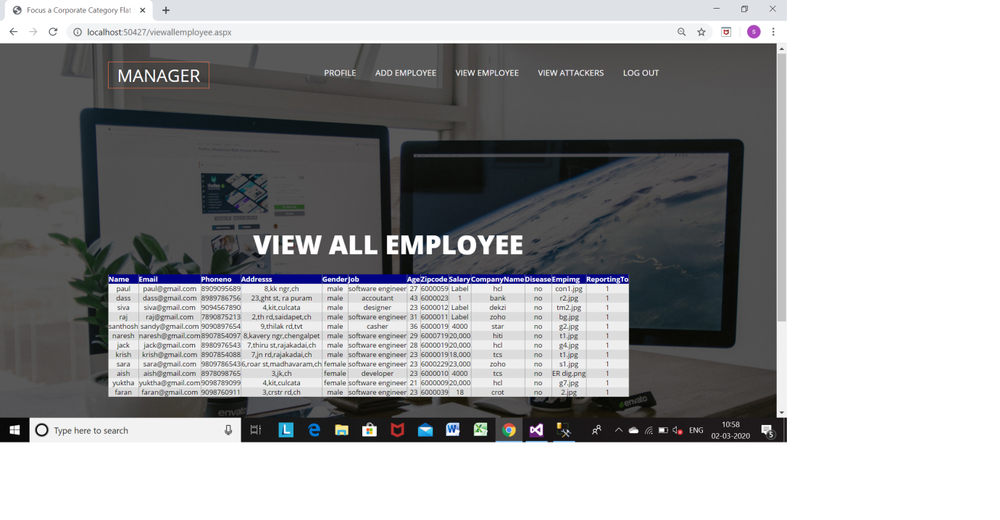 Focus a Corporate Category Flat
localhost:50427/viewallemployee.aspx
S
MANAGER PROFILE ADD EMPLOYEE VIEW EMPLOYEE VIEW ATTACKERS LOG OUT
VIEW ALL EMPLOYEE
Name Email Phoneno Addresss Gender Job Age Zipcode Salary CompanyName Disease Empimg ReportingTo
paul paul@gmail.com 8909095689 8,kk ngr,ch male software engineer 27 6000059 Label hcl no con1.jpg 1
dass dass@gmail.com 8989786756 23,ght st, ra puram male accoutant 43 6000023 1 bank no r2.jpg 1
siva siva@gmail.com 9094567890 4,kit,culcata male designer 23 6000012 Label dekzi no tm2.jpg 1
raj raj@gmail.com 7890875213 2,th rd,saidapet,ch male software engineer 31 6000011 Label zoho no bg.jpg 1
santhosh sandy@gmail.com 9090897654 9,thilak rd,tvt male casher 36 6000019 4000 star no g2.jpg 1
naresh naresh@gmail.com 8907854097 8,kavery ngr,chengalpet male software engineer 29 6000719 20,000 hiti no t1.jpg 1
jack jack@gmail.com 8980976543 7,thiru st,rajakadai,ch male software engineer 28 6000019 20,000 hcl no g4.jpg 1
krish krish@gmail.com 8907854088 7,jn rd,rajakadai,ch male software engineer 23 6000019 18,000 tcs no t1.jpg 1
sara sara@gmail.com 9809786543 6,roar st,madhavaram,ch female software engineer 23 6000229 23,000 zoho no s1.jpg 1
aish aish@gmail.com 8978098765 3,jk,ch female developer 23 6000010 4000 tcs no ER dig.png 1
yuktha yuktha@gmail.com 9098789099 4,kit,culcata female software engineer 21 6000009 20,000 hcl no g7.jpg 1
faran faran@gmail.com 9098760911 3,crstr rd,ch male software engineer 23 6000039 18 crot no 2.jpg 1
envato
envato
Type here to search
L
ENG
10:58
02-03-2020
5